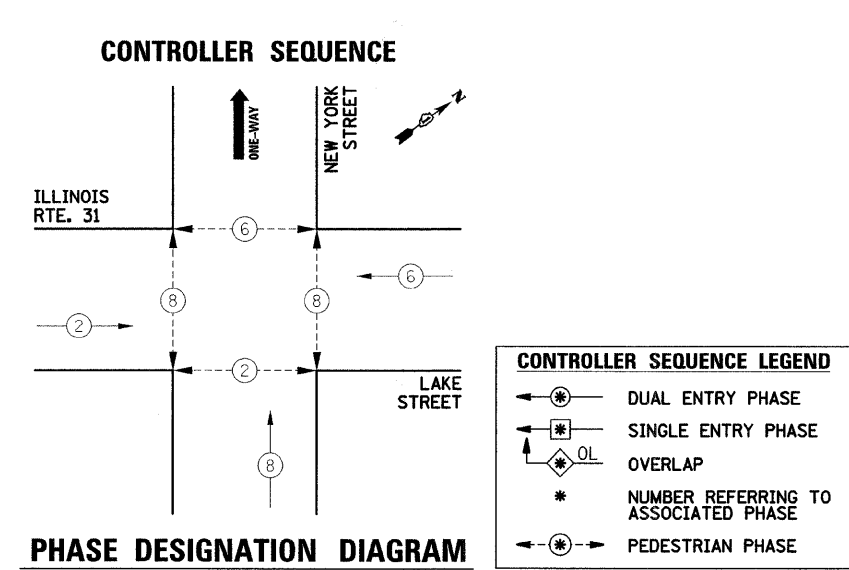 CONTROLLER SEQUENCE
ONE-WAY
NEW YORK
STREET
N
ILLINOIS
RTE. 31
6
6
8
8
2
2
LAKE
STREET
8
PHASE DESIGNATION DIAGRAM
CONTROLLER SEQUENCE LEGEND
* DUAL ENTRY PHASE
* SINGLE ENTRY PHASE
* OL OVERLAP
* NUMBER REFERRING TO
ASSOCIATED PHASE
* PEDESTRIAN PHASE